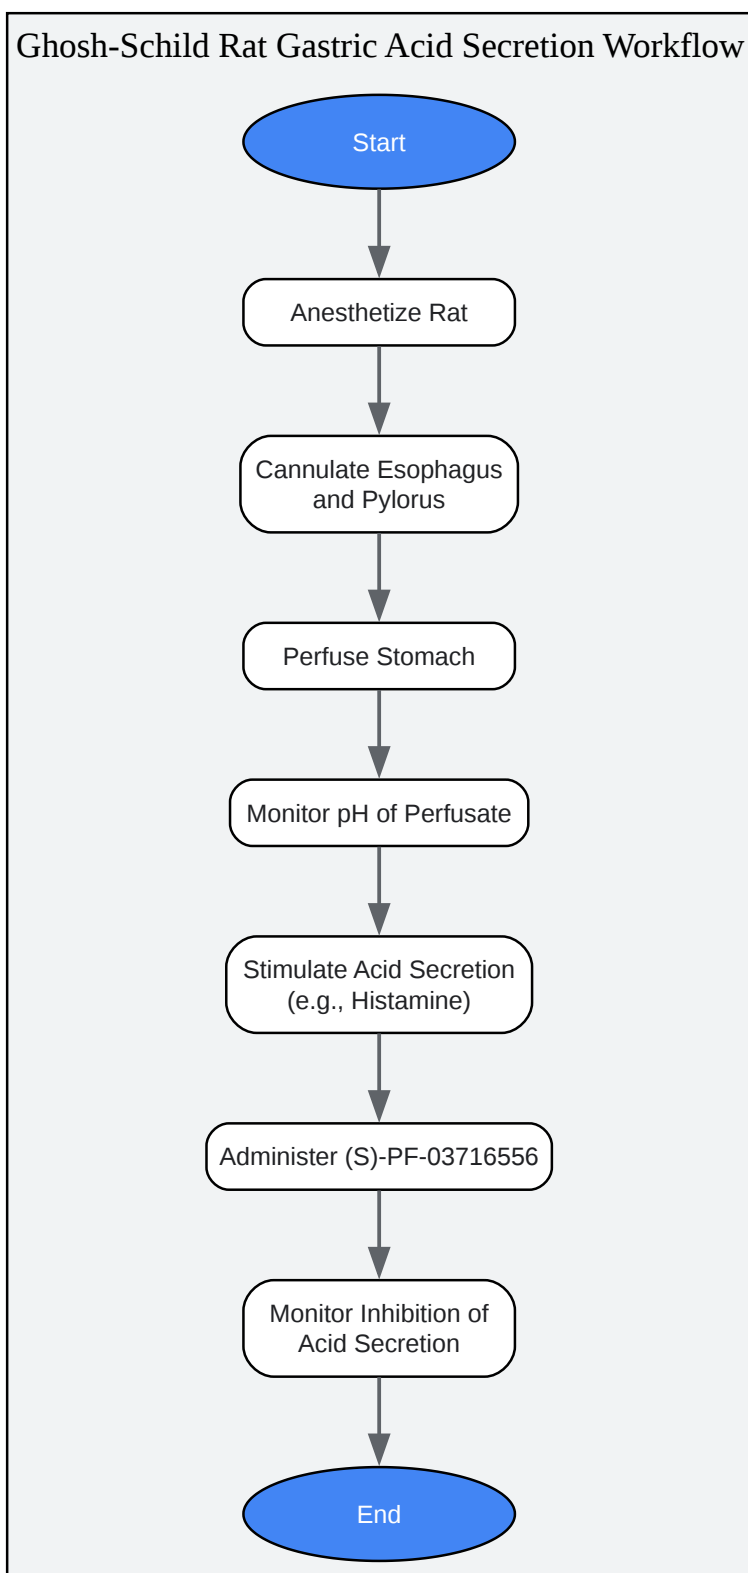 Ghosh-Schild Rat Gastric Acid Secretion Workflow
Start
Anesthetize Rat
Cannulate Esophagus
and Pylorus
Perfuse Stomach
Monitor pH of Perfusate
Stimulate Acid Secretion
(e.g., Histamine)
Administer (S)-PF-03716556
Monitor Inhibition of
Acid Secretion
End